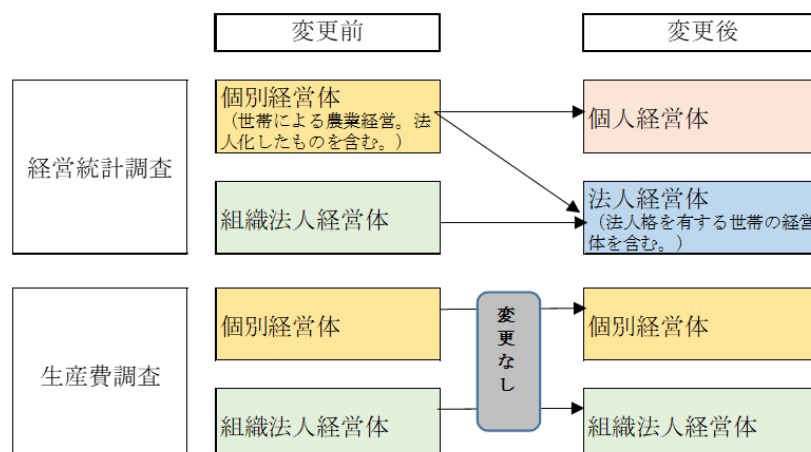 変更前
変更後
経営統計調査
個別経営体
（世帯による農業経営。法
人化したものを含む。）
個人経営体
組織法人経営体
法人経営体
（法人格を有する世帯の経営
体を含む。）
生産費調査
個別経営体
変更なし
個別経営体
組織法人経営体
組織法人経営体